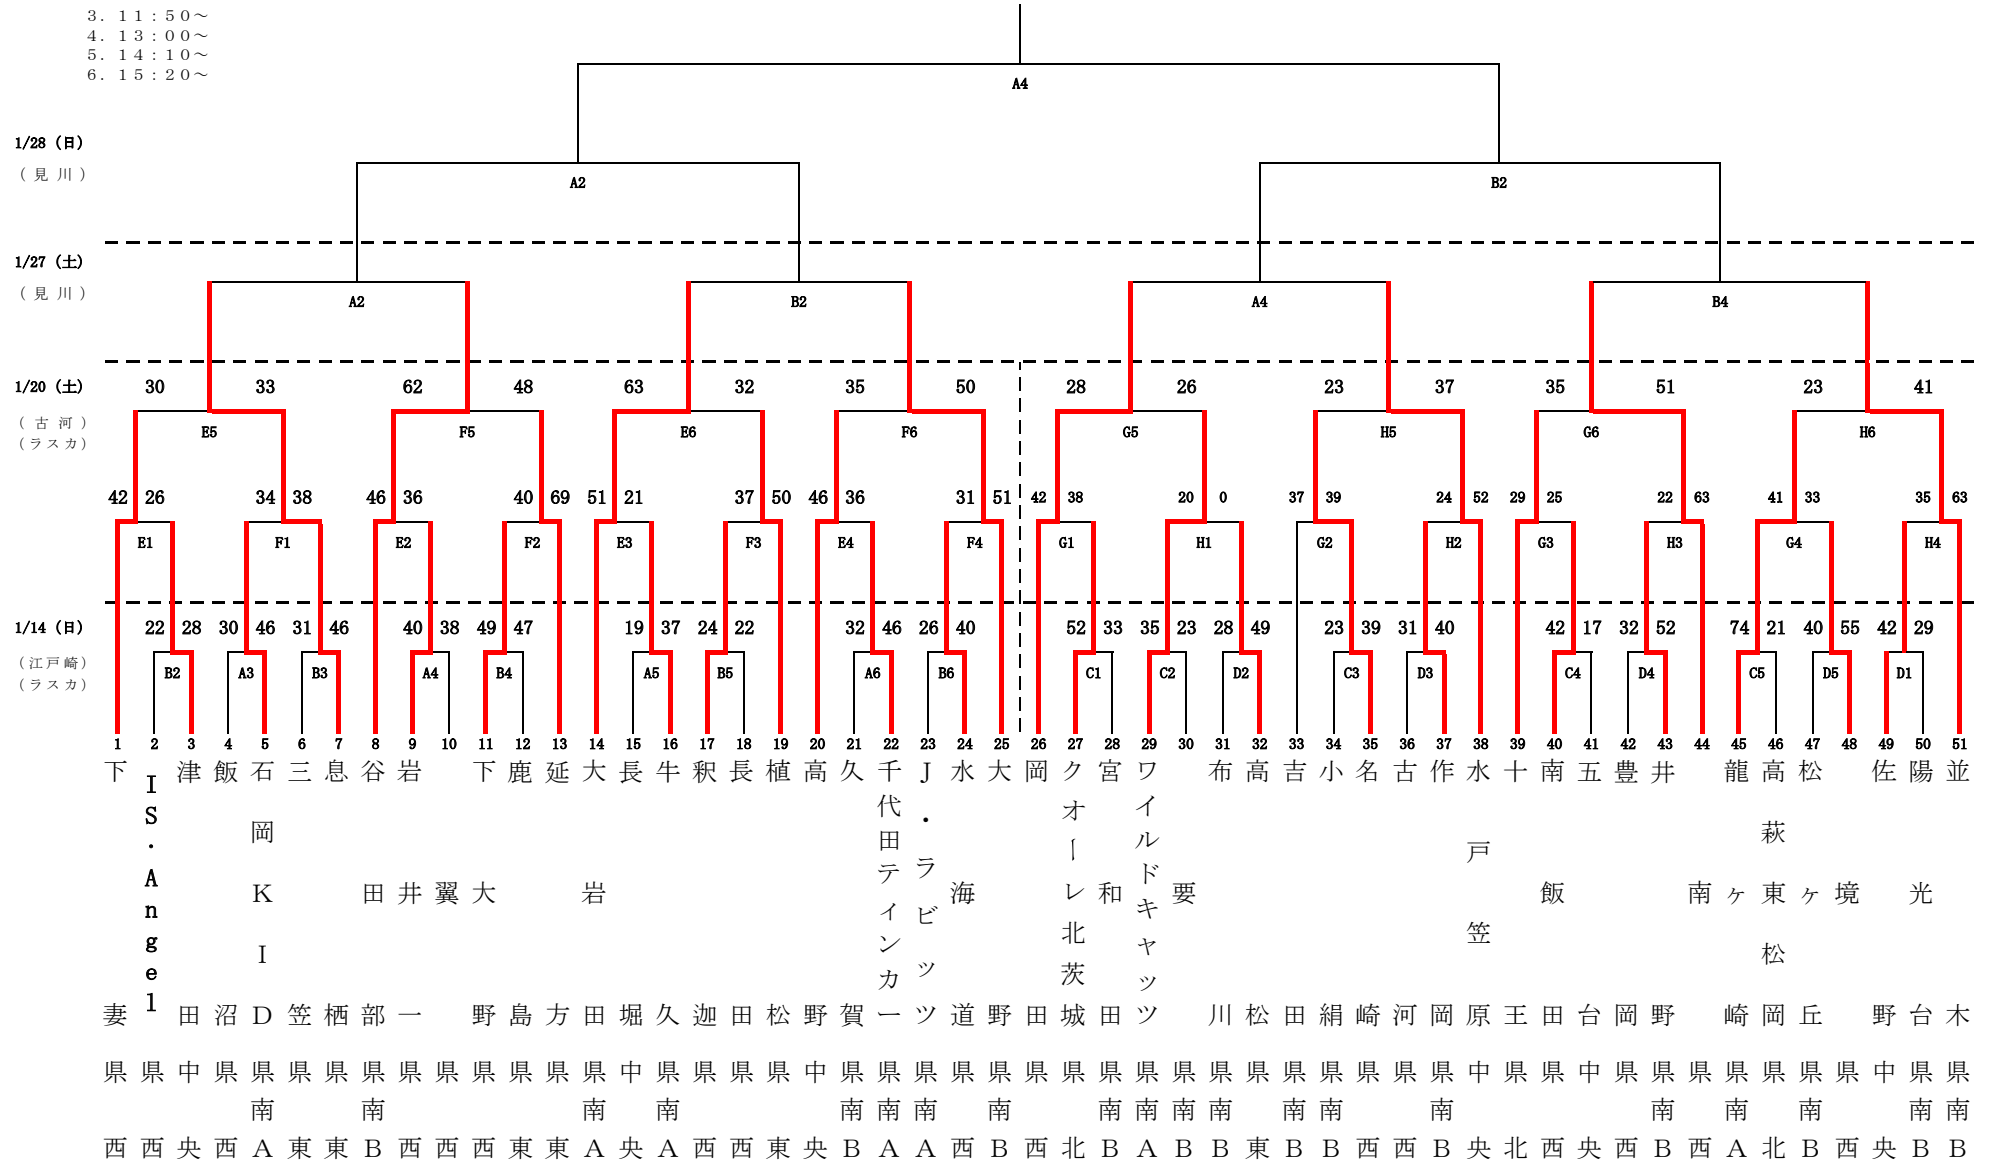 3．１１：５０～
4．１３：００～
5．１４：１０～
6．１５：２０～
A4
1/28（日）
（見川）
A2 B2
1/27（土）
（見川）
A2 B2 A4 B4
1/20（土） 30 33 62 48 63 32 35 50 28 26 23 37 35 51 23 41
（古河）
（ラスカ）
E5 F5 E6 F6 G5 H5 G6 H6
42 26 34 38 46 36 40 69 51 21 37 50 46 36 31 51 42 38 20 0 37 39 24 52 29 25 22 63 41 33 35 63
E1 F1 E2 F2 E3 F3 E4 F4 G1 H1 G2 H2 G3 H3 G4 H4
1/14（日） 22 28 30 46 31 46 40 38 49 47 19 37 24 22 32 46 26 40 52 33 35 23 28 49 23 39 31 40 42 17 32 52 74 21 40 55 42 29
（江戸崎）
（ラスカ）
B2 A3 B3 A4 B4 A5 B5 A6 B6 C1 C2 D2 C3 D3 C4 D4 C5 D5 D1
1 下妻 県西
2 IS・Angel 県西
3 津田 中央
4 飯沼 県西
5 石岡ＫＩＤ 県南Ａ
6 三笠 県東
7 息栖 県東
8 谷田部 県南Ｂ
9 岩井一 県西
10 翼 県西
11 下大野 県西
12 鹿島 県東
13 延方 県東
14 大岩田 県南Ａ
15 長堀 中央
16 牛久 県南Ａ
17 釈迦 県西
18 長田 県西
19 植松 県東
20 高野 中央
21 久賀 県南Ｂ
22 千代田ティンカー 県南Ａ
23 Ｊ・ラビッツ 県南Ａ
24 水海道 県西
25 大野 県南Ｂ
26 岡田 県西
27 クオーレ北茨城 県北
28 宮和田 県南Ｂ
29 ワイルドキャッツ 県南Ａ
30 要 県南Ｂ
31 布川 県南Ｂ
32 高松 県東
33 吉田 県南Ｂ
34 小絹 県南Ｂ
35 名崎 県西
36 古河 県西
37 作岡 県南Ｂ
38 水戸笠原 中央
39 十王 県北
40 南飯田 県西
41 五台 中央
42 豊岡 県西
43 井野 県南Ｂ
44 南 県西
45 龍ヶ崎 県南Ａ
46 高萩東松岡 県北
47 松ヶ丘 県南Ｂ
48 境 県西
49 佐野 中央
50 陽光台 県南Ｂ
51 並木 県南Ｂ